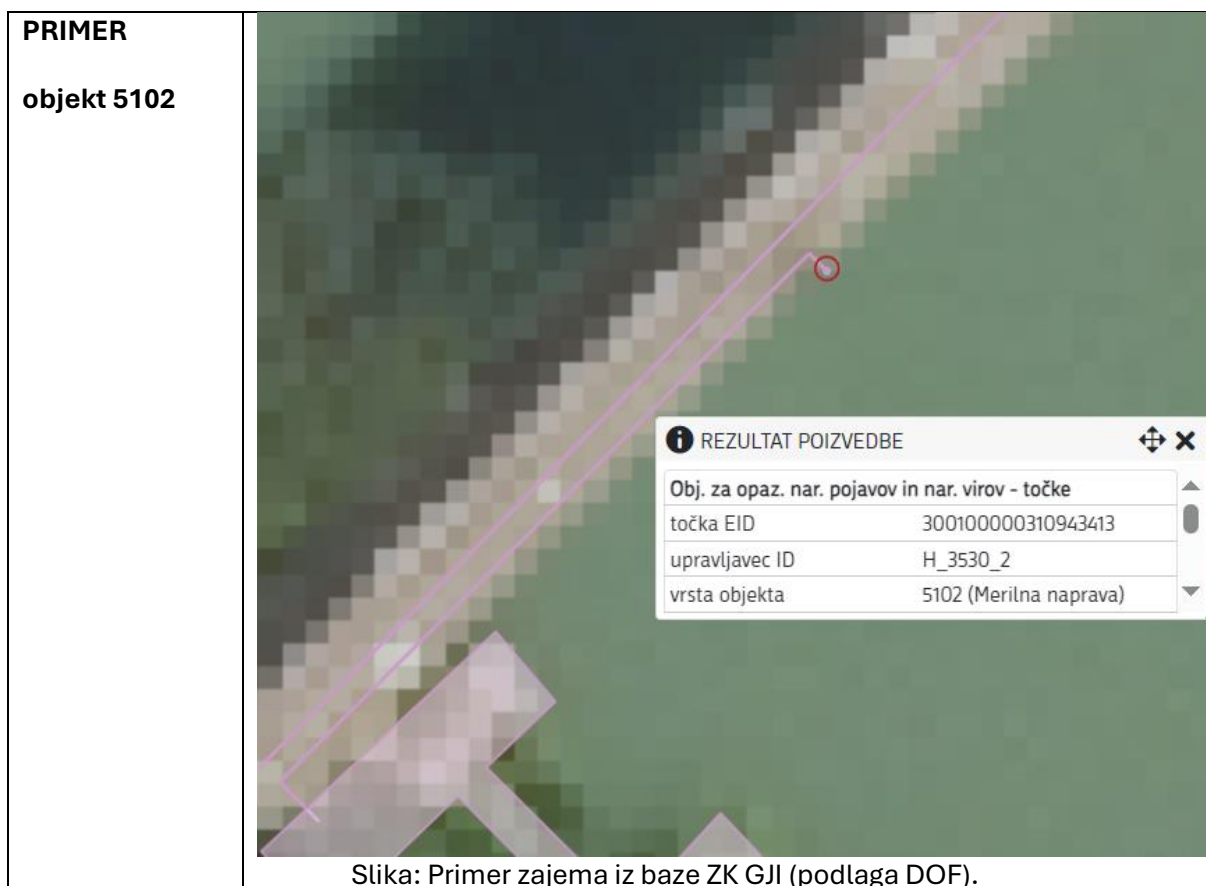 PRIMER
objekt 5102
REZULTAT POIZVEDBE
Obj. za opaz. nar. pojavov in nar. virov - točke
točka EID 300100000310943413
upravljavec ID H_3530_2
vrsta objekta 5102 (Merilna naprava)
Slika: Primer zajema iz baze ZK GJI (podlaga DOF).